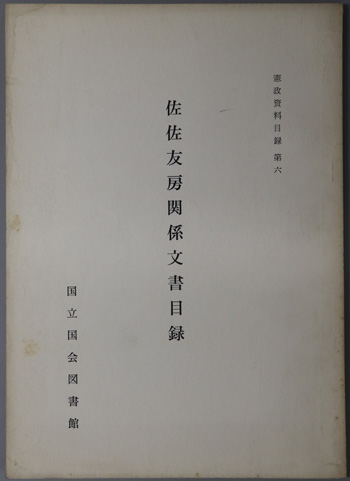 憲政資料目録 第六
佐佐友房関係文書目録
国立国会図書館